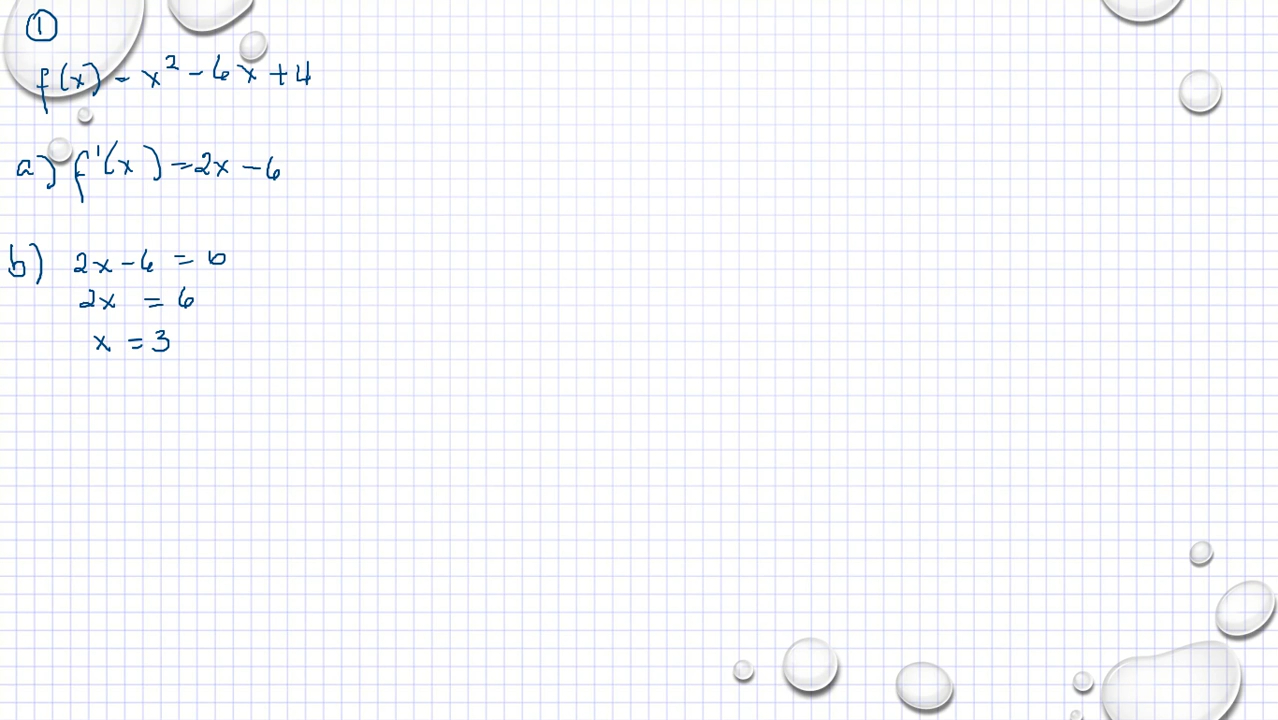 ①
f(x) = x² - 6x + 4
a) f'(x) = 2x - 6
b) 2x - 6 = 0
2x = 6
x = 3